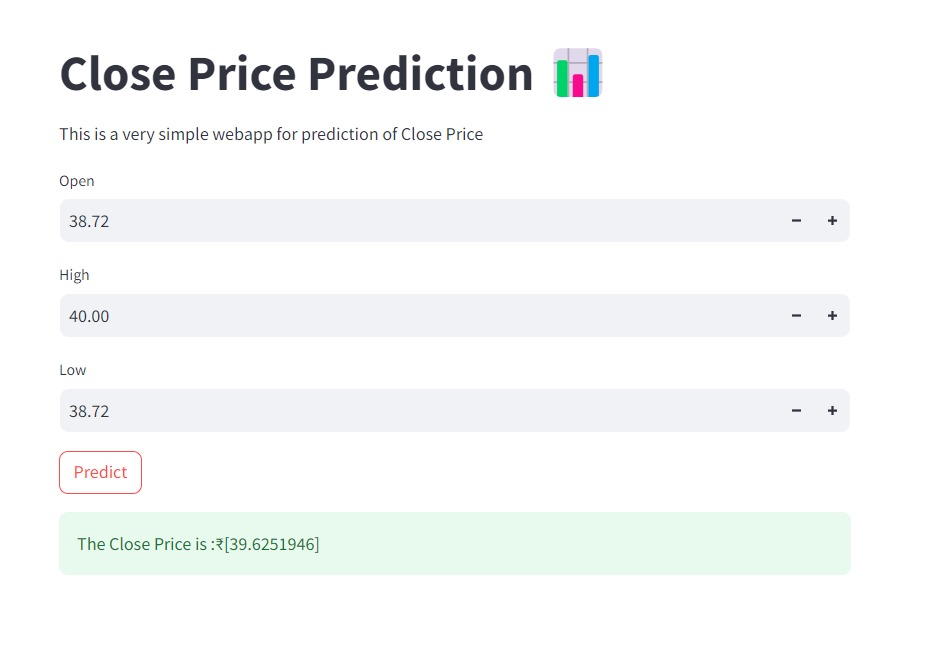 Close Price Prediction 📊
This is a very simple webapp for prediction of Close Price
Open
38.72 − +
High
40.00 − +
Low
38.72 − +
Predict
The Close Price is :₹[39.6251946]